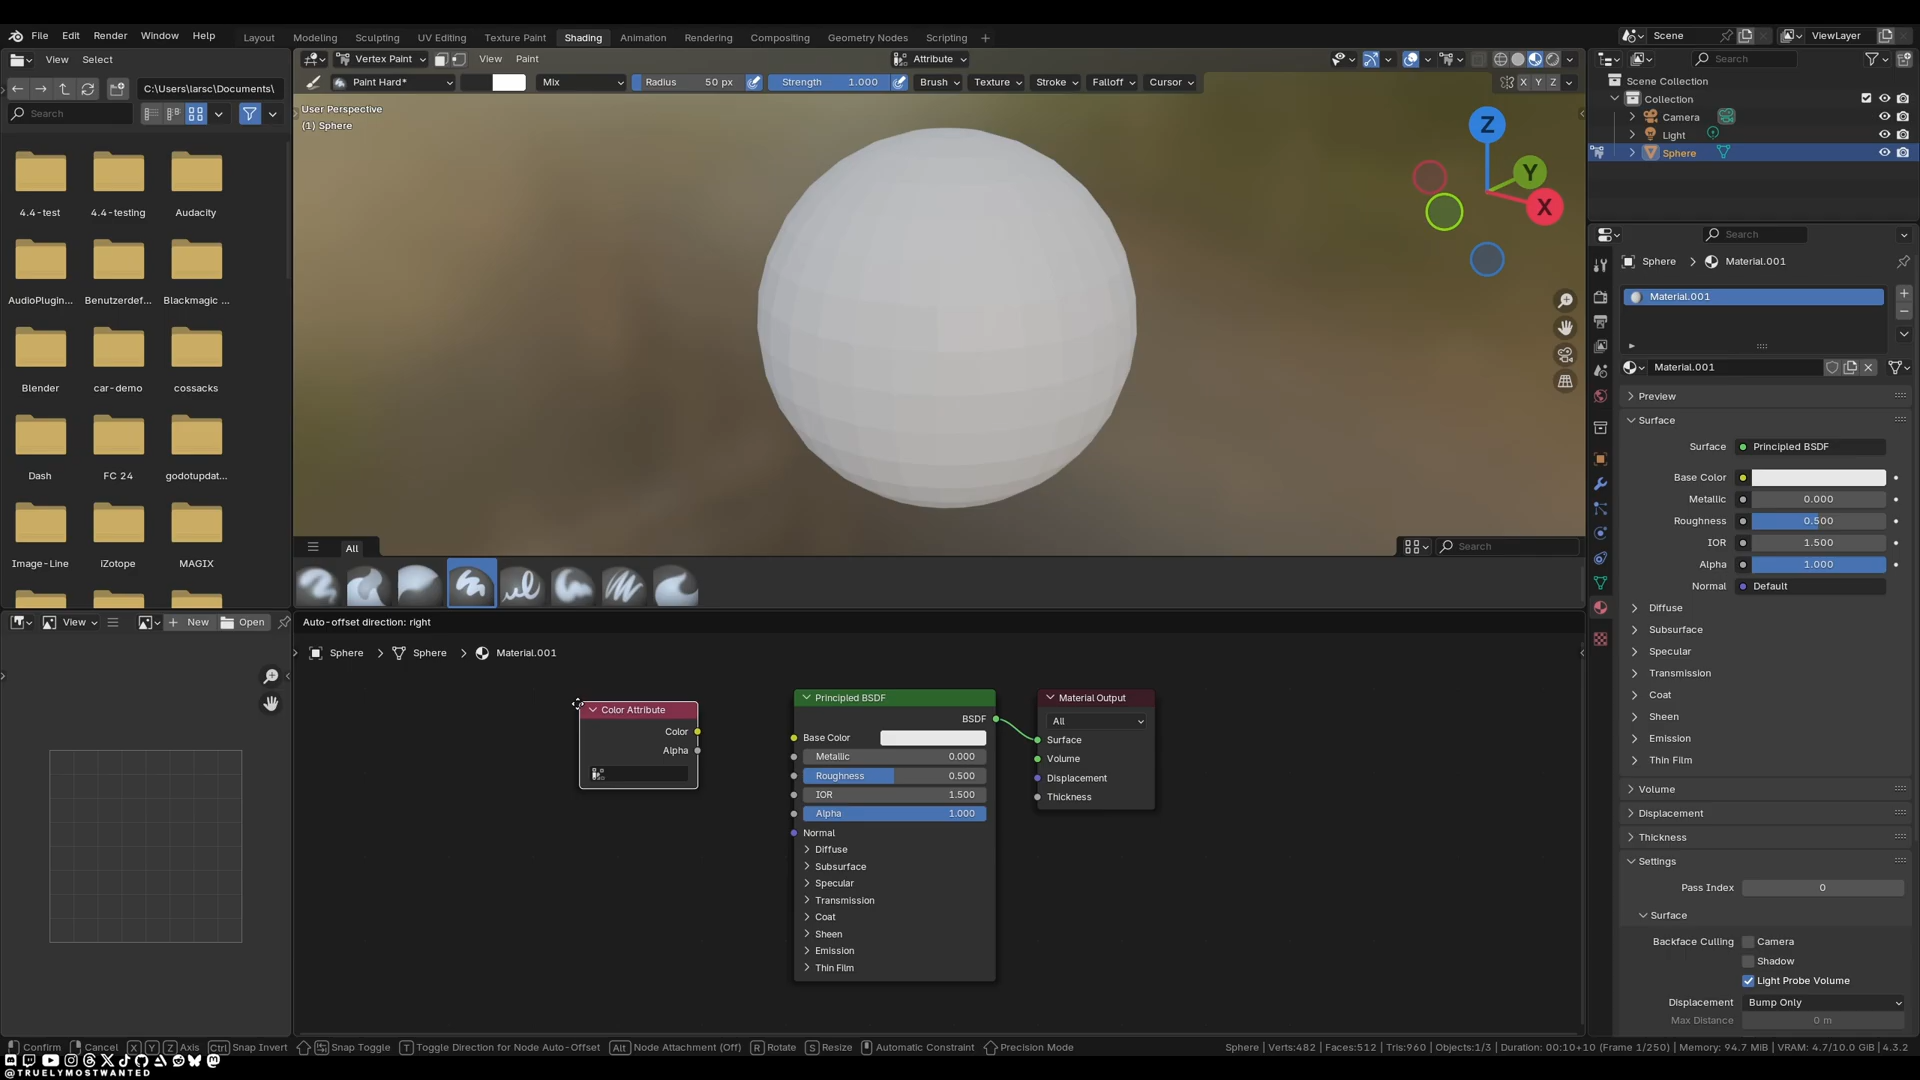 File Edit Render Window Help
Layout Modeling Sculpting UV Editing Texture Paint Shading Animation Rendering Compositing Geometry Nodes Scripting +
Scene ViewLayer
View Select
C:\Users\larsc\Documents\
Search
4.4-test 4.4-testing Audacity
AudioPlugin... Benutzerdef... Blackmagic ...
Blender car-demo cossacks
Dash FC 24 godotupdat...
Image-Line iZotope MAGIX
Vertex Paint View Paint Attribute
Paint Hard* Mix Radius 50 px Strength 1.000 Brush Texture Stroke Falloff Cursor X Y Z
User Perspective
(1) Sphere
Z
Y
X
All Search
Search
Scene Collection
Collection
Camera
Light
Sphere
Search
Sphere > Material.001
Material.001
Material.001
Preview
Surface
Surface Principled BSDF
Base Color
Metallic 0.000
Roughness 0.500
IOR 1.500
Alpha 1.000
Normal Default
Diffuse
Subsurface
Specular
Transmission
Coat
Sheen
Emission
Thin Film
Volume
Displacement
Thickness
Settings
Pass Index 0
Surface
Backface Culling Camera
Shadow
Light Probe Volume
Displacement Bump Only
Max Distance 0 m
View New Open
Auto-offset direction: right
Sphere > Sphere > Material.001
Color Attribute
Color
Alpha
Principled BSDF
BSDF
Base Color
Metallic 0.000
Roughness 0.500
IOR 1.500
Alpha 1.000
Normal
Diffuse
Subsurface
Specular
Transmission
Coat
Sheen
Emission
Thin Film
Material Output
All
Surface
Volume
Displacement
Thickness
Confirm Cancel X Y Z Axis Snap Invert Snap Toggle T Toggle Direction for Node Auto-Offset Alt Node Attachment (Off) R Rotate S Resize Automatic Constraint Precision Mode
Sphere | Verts:482 | Faces:512 | Tris:960 | Objects:1/3 | Duration: 00:10+10 (Frame 1/250) | Memory: 94.7 MiB | VRAM: 4.7/10.0 GiB | 4.3.2
@TRUELYMOSTWANTED